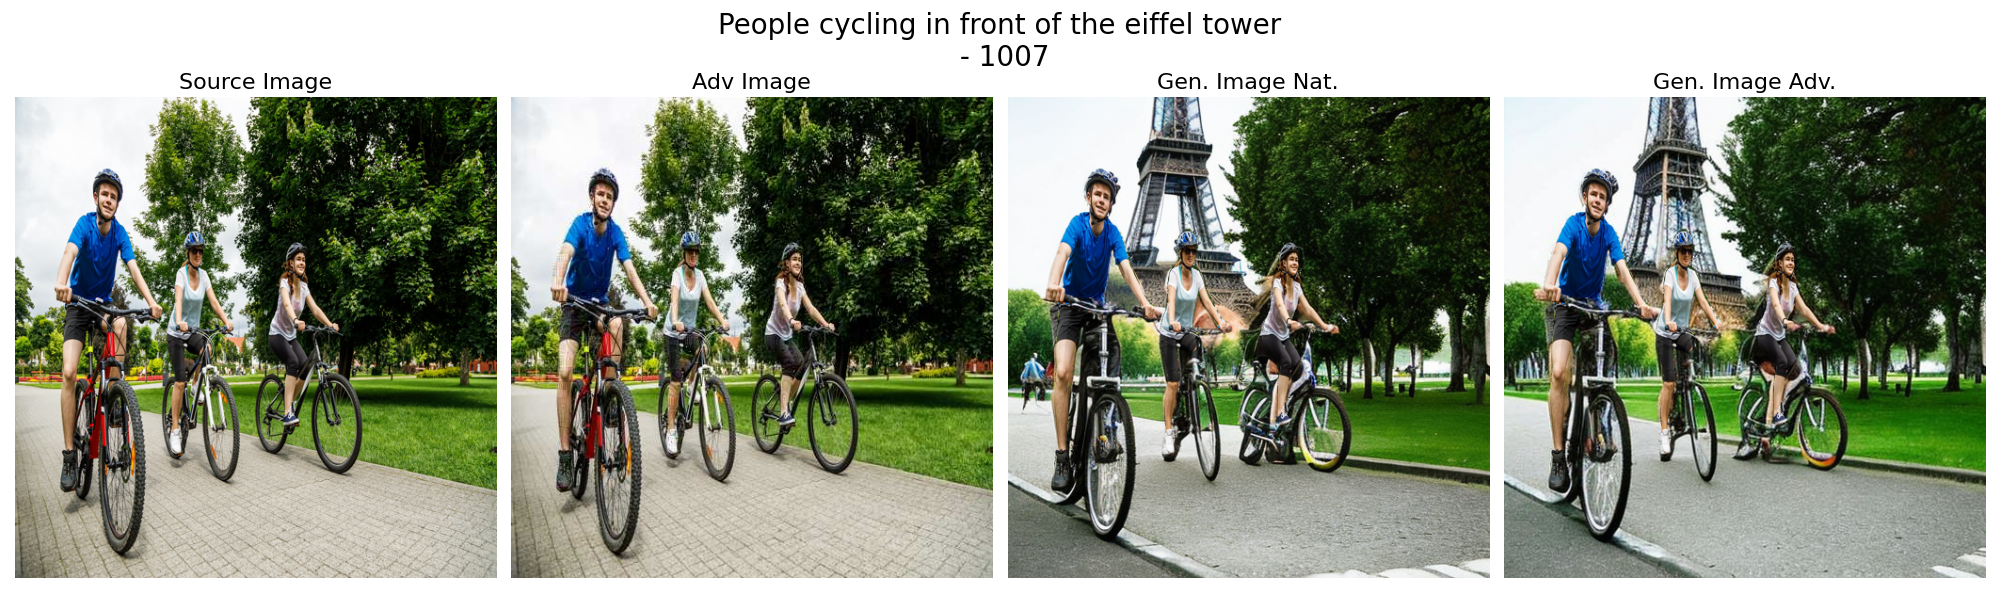 People cycling in front of the eiffel tower
- 1007
Source Image
Adv Image
Gen. Image Nat.
Gen. Image Adv.